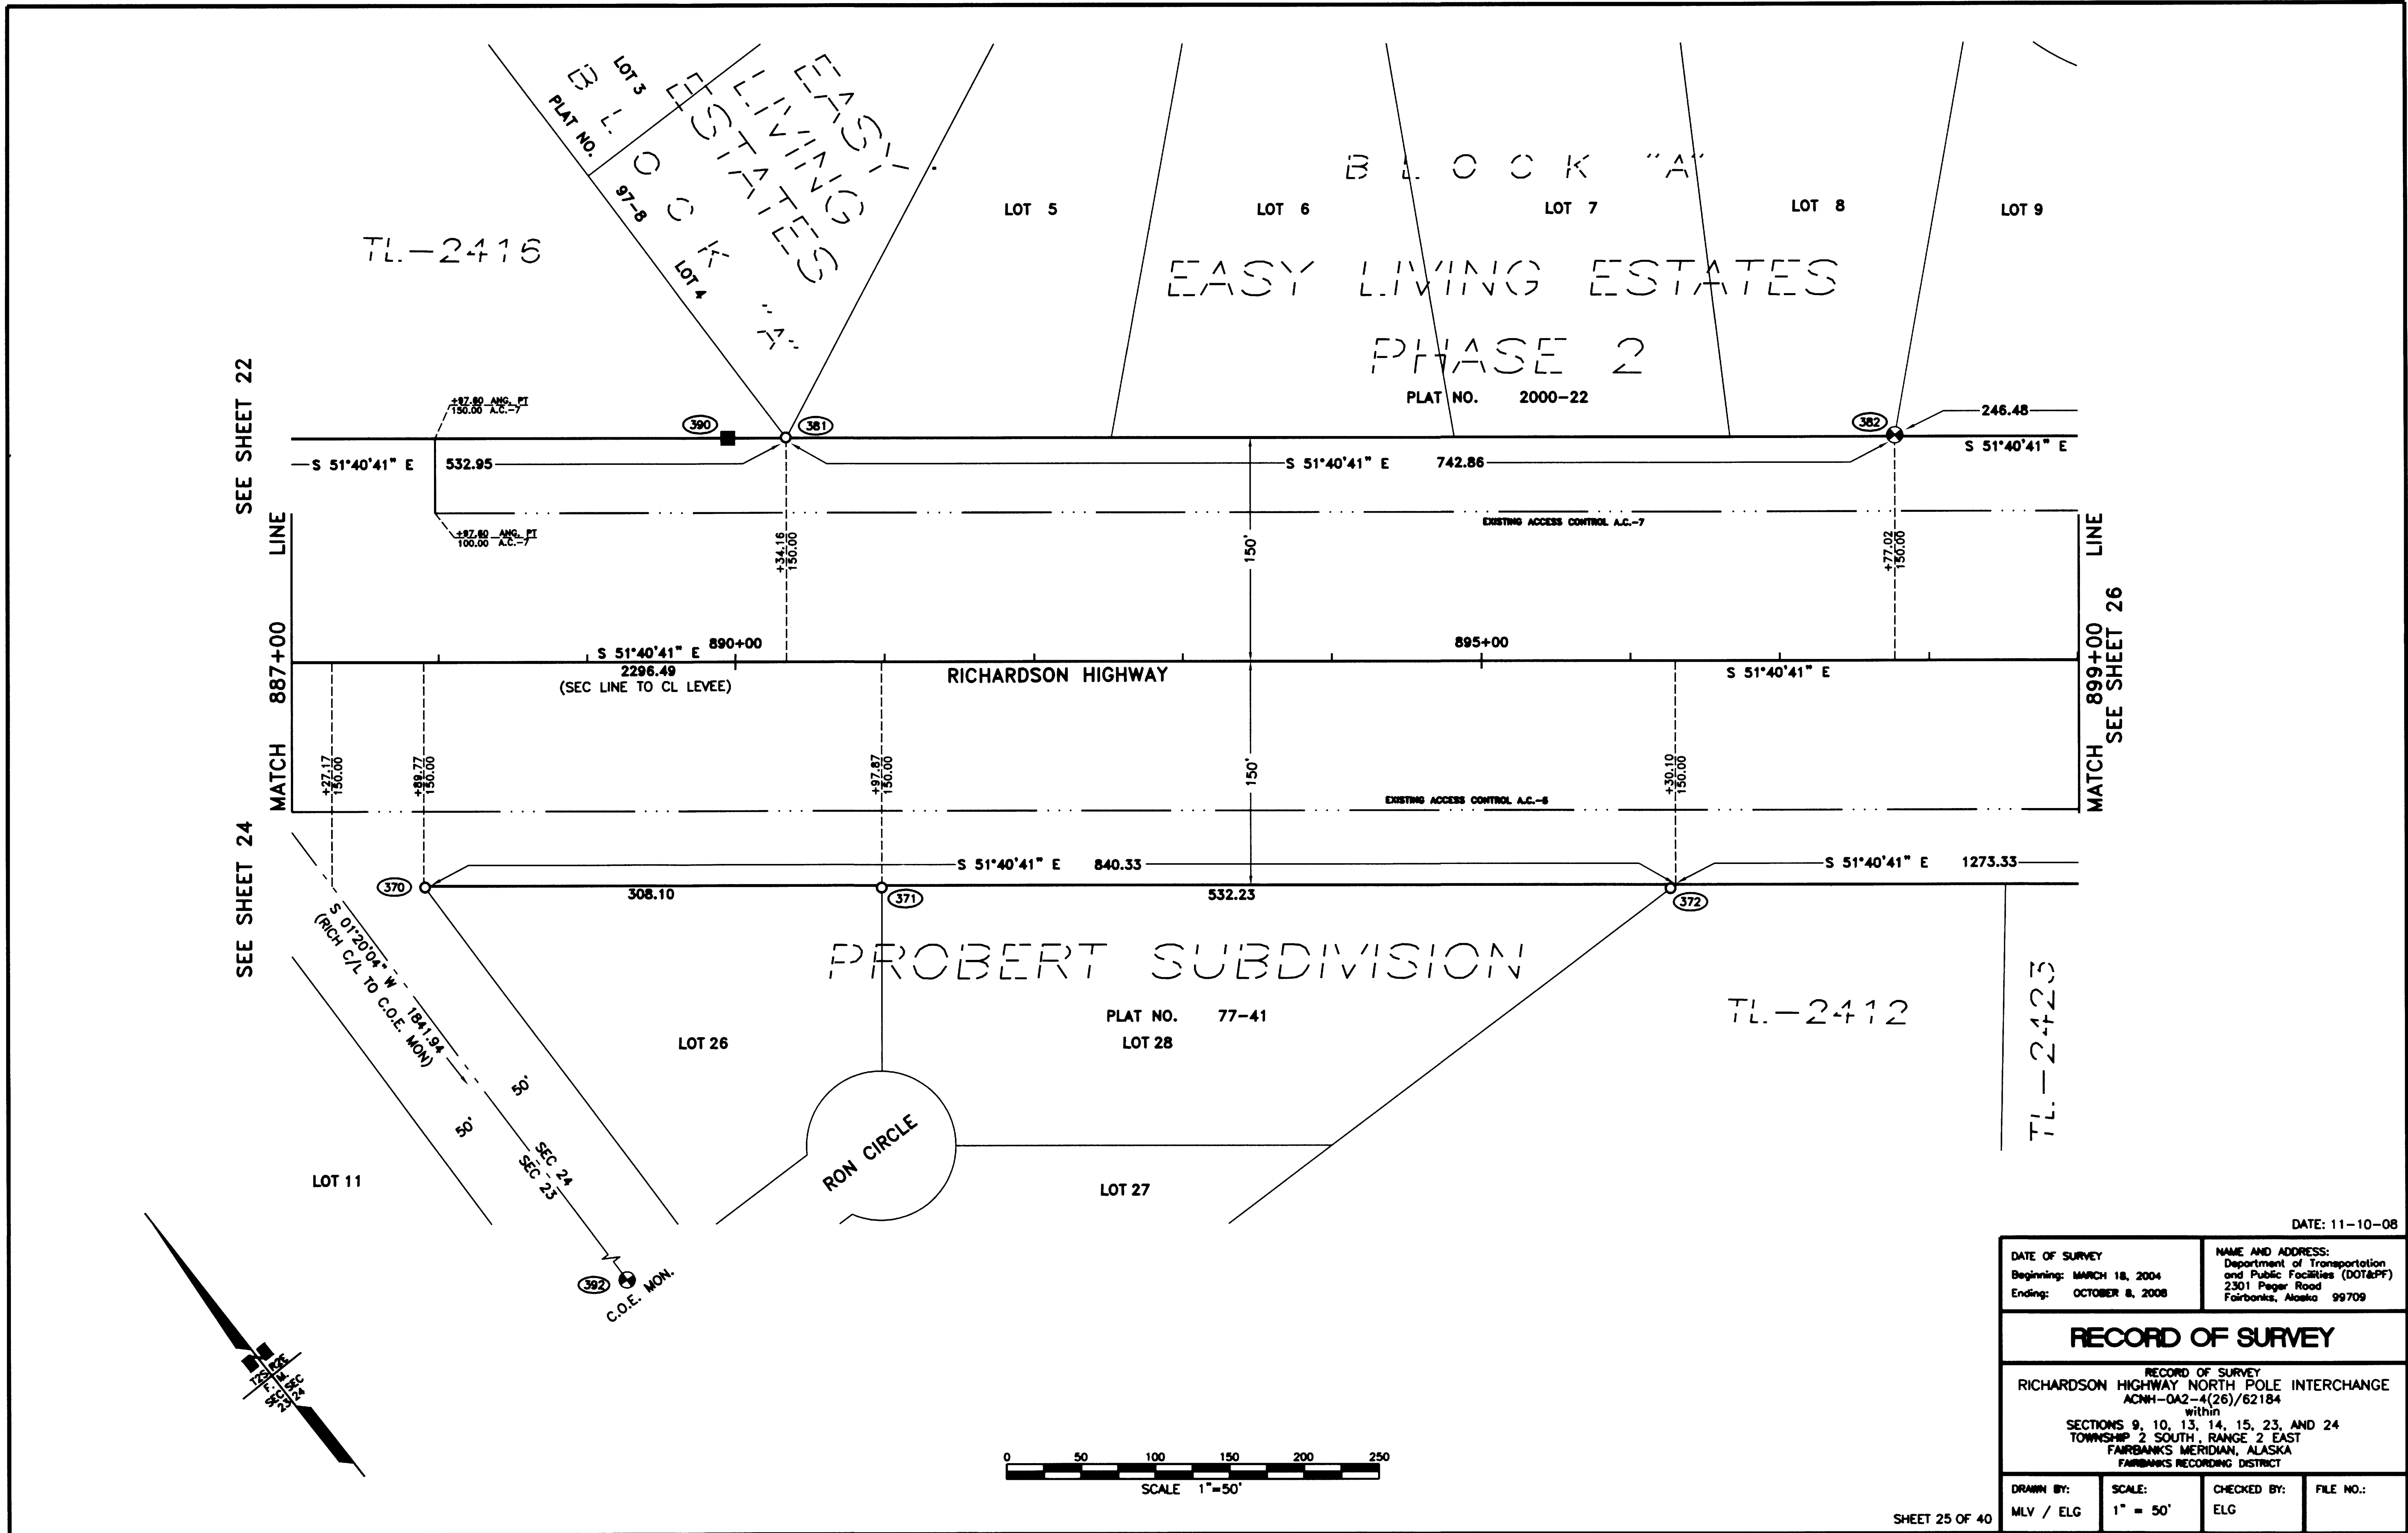 LOT 3
BLOCK "A"
PLAT NO. 97-8
LOT 4
EASY
LIVING
ESTATES
TL-2416
LOT 5
LOT 6
LOT 7
LOT 8
LOT 9
BLOCK "A"
EASY LIVING ESTATES
PHASE 2
PLAT NO. 2000-22
SEE SHEET 22
+97.60 ANG. PT
150.00 A.C.-7
390
381
382
246.48
S 51°40'41" E 532.95
S 51°40'41" E 742.86
S 51°40'41" E
+97.60 ANG. PT
100.00 A.C.-7
EXISTING ACCESS CONTROL A.C.-7
+34.16
150.00
150'
+77.02
150.00
MATCH 887+00 LINE
MATCH 899+00 LINE
SEE SHEET 26
S 51°40'41" E
890+00
895+00
2296.49
(SEC LINE TO CL LEVEE)
RICHARDSON HIGHWAY
S 51°40'41" E
+27.17
150.00
+89.77
150.00
+97.87
150.00
150'
+30.10
150.00
EXISTING ACCESS CONTROL A.C.-6
SEE SHEET 24
S 51°40'41" E 840.33
S 51°40'41" E 1273.33
370
308.10
371
532.23
372
S 01°20'04" W 1841.94
(RICH C/L TO C.O.E. MON)
PROBERT SUBDIVISION
PLAT NO. 77-41
LOT 26
LOT 28
TL-2412
TL-2423
50'
50'
SEC 24
SEC 23
LOT 11
RON CIRCLE
LOT 27
392
C.O.E. MON.
T2S R2E
F. M.
SEC 24
SEC 23
0 50 100 150 200 250
SCALE 1"=50'
DATE: 11-10-08
DATE OF SURVEY
Beginning: MARCH 18, 2004
Ending: OCTOBER 8, 2008
NAME AND ADDRESS:
Department of Transportation
and Public Facilities (DOT&PF)
2301 Peger Road
Fairbanks, Alaska 99709
RECORD OF SURVEY
RECORD OF SURVEY
RICHARDSON HIGHWAY NORTH POLE INTERCHANGE
ACNH-0A2-4(26)/62184
within
SECTIONS 9, 10, 13, 14, 15, 23, AND 24
TOWNSHIP 2 SOUTH, RANGE 2 EAST
FAIRBANKS MERIDIAN, ALASKA
FAIRBANKS RECORDING DISTRICT
DRAWN BY:
MLV / ELG
SCALE:
1" = 50'
CHECKED BY:
ELG
FILE NO.:
SHEET 25 OF 40